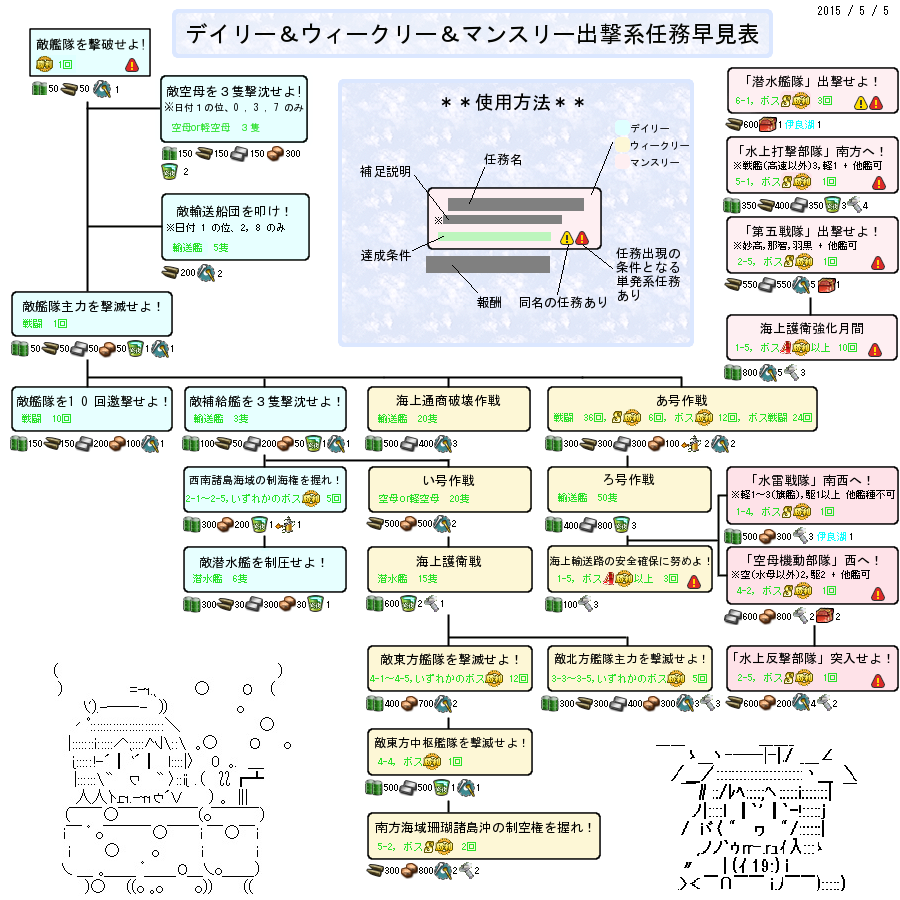 2015 / 5 / 5
デイリー＆ウィークリー＆マンスリー出撃系任務早見表
敵艦隊を撃破せよ!
1回
50 50 1
敵空母を３隻撃沈せよ!
※日付１の位、0，3，7 のみ
空母or軽空母　3隻
150 150 150 300
2
敵輸送船団を叩け！
※日付 1 の位、2，8 のみ
輸送艦　5隻
200 2
敵艦隊主力を撃滅せよ！
戦闘　1回
50 50 50 50 1 1
＊＊使用方法＊＊
デイリー
ウィークリー
マンスリー
任務名
補足説明
※
達成条件
報酬
同名の任務あり
任務出現の
条件となる
単発系任務
あり
「潜水艦隊」出撃せよ！
6-1，ボスS 3回
600 1 伊良湖 1
「水上打撃部隊」南方へ！
※戦艦(高速以外)3,軽1 + 他艦可
5-1，ボスS 1回
350 400 350 3 4
「第五戦隊」出撃せよ！
※妙高,那智,羽黒 + 他艦可
2-5，ボスS 1回
550 550 5 1
海上護衛強化月間
1-5，ボスA以上 10回
800 5 3
敵艦隊を１０回邀撃せよ！
戦闘　10回
150 150 200 100 1
敵補給艦を３隻撃沈せよ！
輸送艦　3隻
100 50 200 50 1 1
海上通商破壊作戦
輸送艦　20隻
500 400 3
あ号作戦
戦闘　36回，S 6回，ボス 12回，ボス戦闘 24回
300 300 300 100 2 2
西南諸島海域の制海権を握れ！
2-1～2-5,いずれかのボス 5回
300 200 1 1
い号作戦
空母or軽空母　20隻
500 500 2
ろ号作戦
輸送艦　50隻
400 800 3
「水雷戦隊」南西へ！
※軽1～3(旗艦),駆1以上 他艦種不可
1-4，ボスS 1回
500 300 3 伊良湖 1
敵潜水艦を制圧せよ！
潜水艦　6隻
300 30 300 30 1
海上護衛戦
潜水艦　15隻
600 2 1
海上輸送路の安全確保に努めよ！
1-5，ボスA以上 3回
100 3
「空母機動部隊」西へ！
※空(水母以外)2,駆2 + 他艦可
4-2，ボスS 1回
600 800 2 2
敵東方艦隊を撃滅せよ！
4-1～4-5,いずれかのボス 12回
400 700 2
敵北方艦隊主力を撃滅せよ！
3-3～3-5,いずれかのボス 5回
300 300 400 300 3 3
「水上反撃部隊」突入せよ！
2-5，ボスS 1回
600 200 4 2
敵東方中枢艦隊を撃滅せよ！
4-4，ボス 1回
500 500 1 1
南方海域珊瑚諸島沖の制空権を握れ！
5-2，ボスS 2回
300 800 2 2